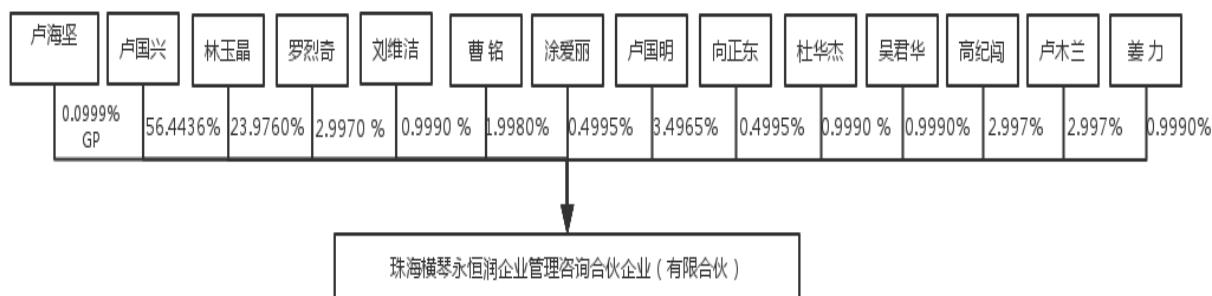 卢海坚
卢国兴
林玉晶
罗烈奇
刘维洁
曹 铭
涂爱丽
卢国明
向正东
杜华杰
吴君华
高纪闯
卢木兰
姜 力
0.0999%
GP
56.4436%
23.9760%
2.9970 %
0.9990 %
1.9980%
0.4995%
3.4965%
0.4995%
0.9990 %
0.9990%
2.997%
2.997%
0.9990%
珠海横琴永恒润企业管理咨询合伙企业（有限合伙）